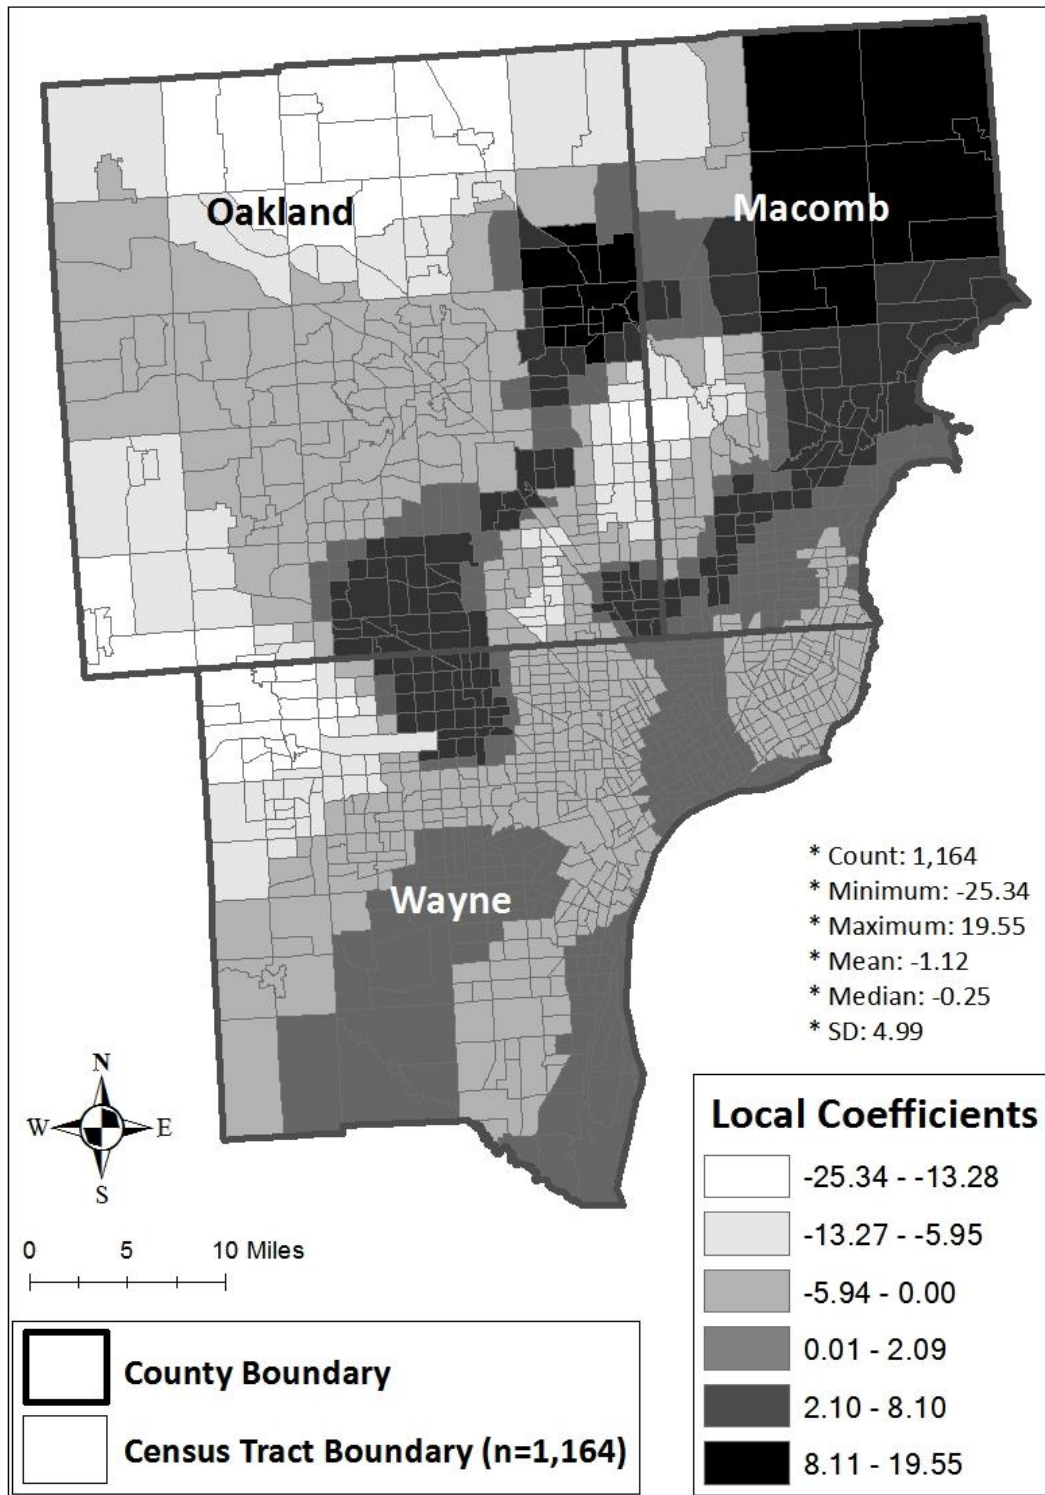 Oakland
Macomb
Wayne
* Count: 1,164
* Minimum: -25.34
* Maximum: 19.55
* Mean: -1.12
* Median: -0.25
* SD: 4.99
N
W E
S
0 5 10 Miles
County Boundary
Census Tract Boundary (n=1,164)
Local Coefficients
-25.34 - -13.28
-13.27 - -5.95
-5.94 - 0.00
0.01 - 2.09
2.10 - 8.10
8.11 - 19.55